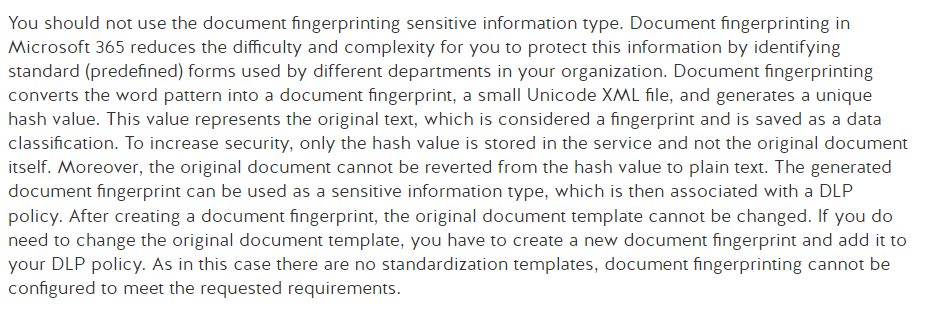 You should not use the document fingerprinting sensitive information type. Document fingerprinting in
Microsoft 365 reduces the difficulty and complexity for you to protect this information by identifying
standard (predefined) forms used by different departments in your organization. Document fingerprinting
converts the word pattern into a document fingerprint, a small Unicode XML file, and generates a unique
hash value. This value represents the original text, which is considered a fingerprint and is saved as a data
classification. To increase security, only the hash value is stored in the service and not the original document
itself. Moreover, the original document cannot be reverted from the hash value to plain text. The generated
document fingerprint can be used as a sensitive information type, which is then associated with a DLP
policy. After creating a document fingerprint, the original document template cannot be changed. If you do
need to change the original document template, you have to create a new document fingerprint and add it to
your DLP policy. As in this case there are no standardization templates, document fingerprinting cannot be
configured to meet the requested requirements.